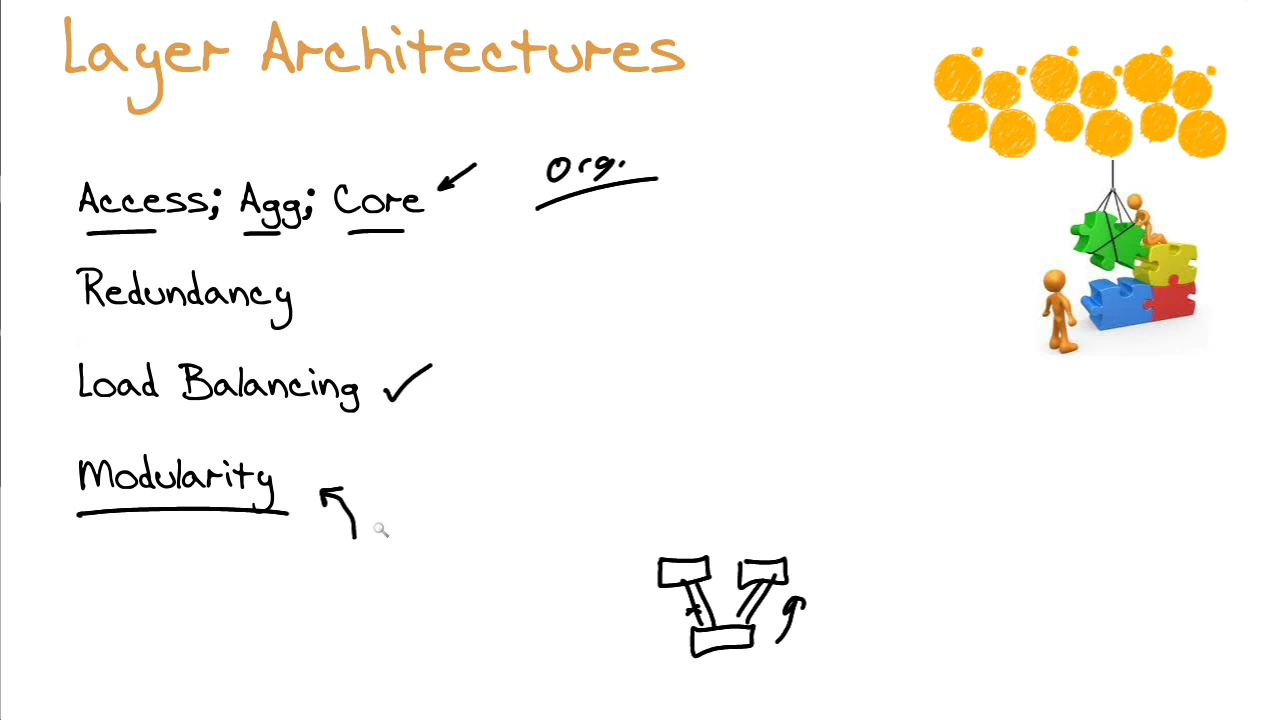 Layer Architectures
Org.
Access; Agg; Core
Redundancy
Load Balancing
Modularity